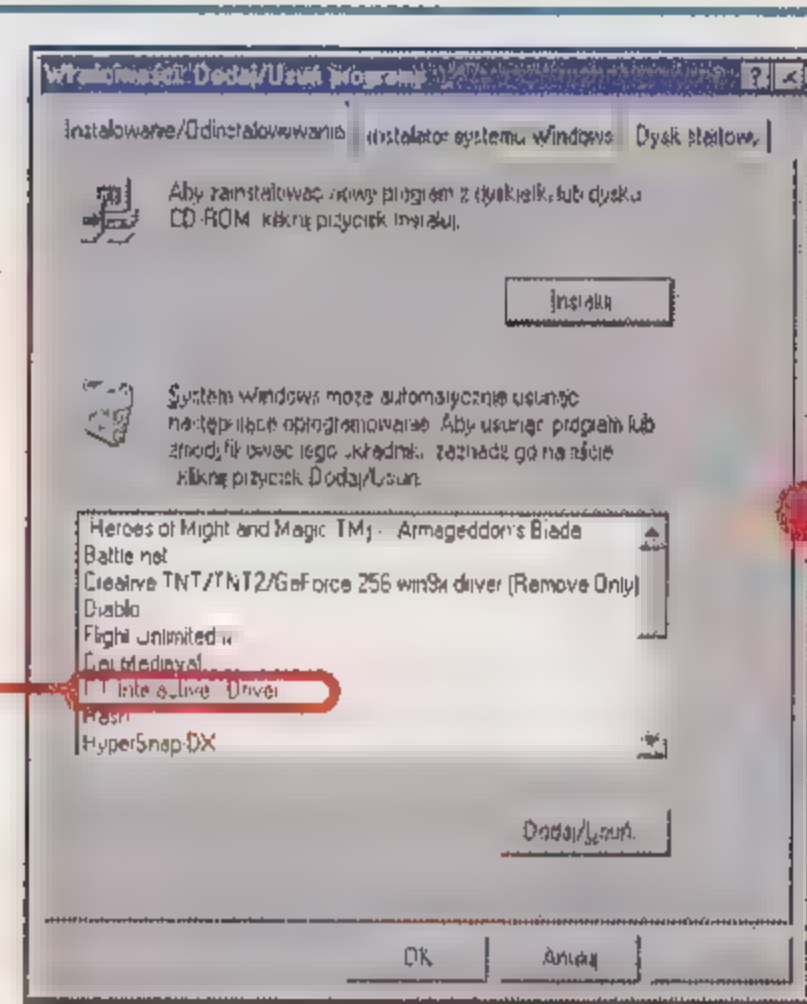 Właściwości: Dodaj/Usuń programy
Instalowanie/Odinstalowywanie
Instalator systemu Windows
Dysk startowy
Aby zainstalować nowy program z dyskietki lub dysku
CD-ROM, kliknij przycisk Instaluj.
Instaluj
System Windows może automatycznie usunąć
następujące oprogramowanie. Aby usunąć program lub
zmodyfikować jego składniki, zaznacz go na liście
kliknij przycisk Dodaj/Usuń.
Heroes of Might and Magic Armageddon's Blade
Battle.net
Creative TNT/TNT2/GeForce 256 win9x driver (Remove Only)
Diablo
Flight Unlimited
Get Medieval
Interactive Driver
HyperSnap-DX
Dodaj/Usuń
OK
Anuluj